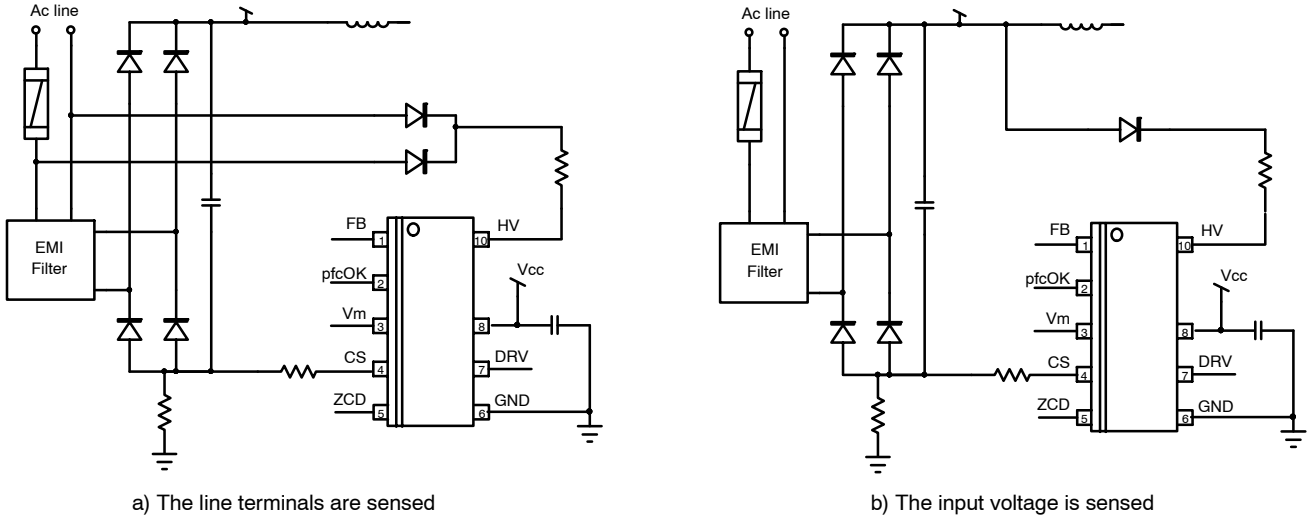 Ac line
EMI
Filter
FB
1
pfcOK
2
Vm
3
CS
4
ZCD
5
HV
10
Vcc
8
DRV
7
GND
6
a) The line terminals are sensed
Ac line
EMI
Filter
FB
1
pfcOK
2
Vm
3
CS
4
ZCD
5
HV
10
Vcc
8
DRV
7
GND
6
b) The input voltage is sensed